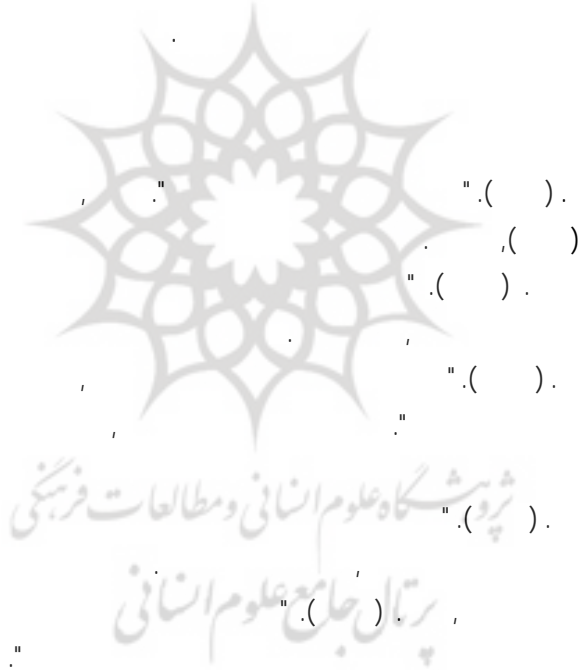 .
. ( ). "     ". ,
( ), .
. ( ). "
, .
. ( ). "     ,
". ,
پژوهشگاه علوم انسانی و مطالعات فرهنگی
. ( ). "
, .
, . ( ). "
پرتال جامع علوم انسانی
".